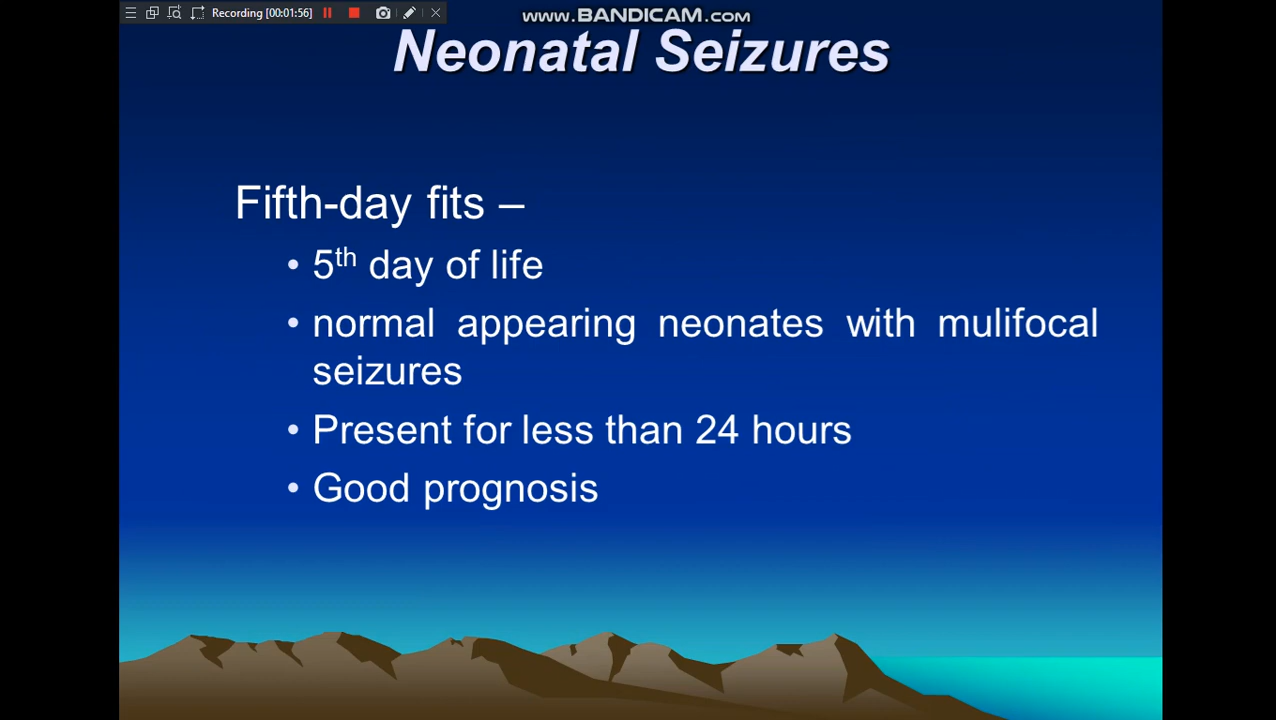 Recording [00:01:56]
www.BANDICAM.com
Neonatal Seizures
Fifth-day fits –
• 5th day of life
• normal appearing neonates with mulifocal
seizures
• Present for less than 24 hours
• Good prognosis